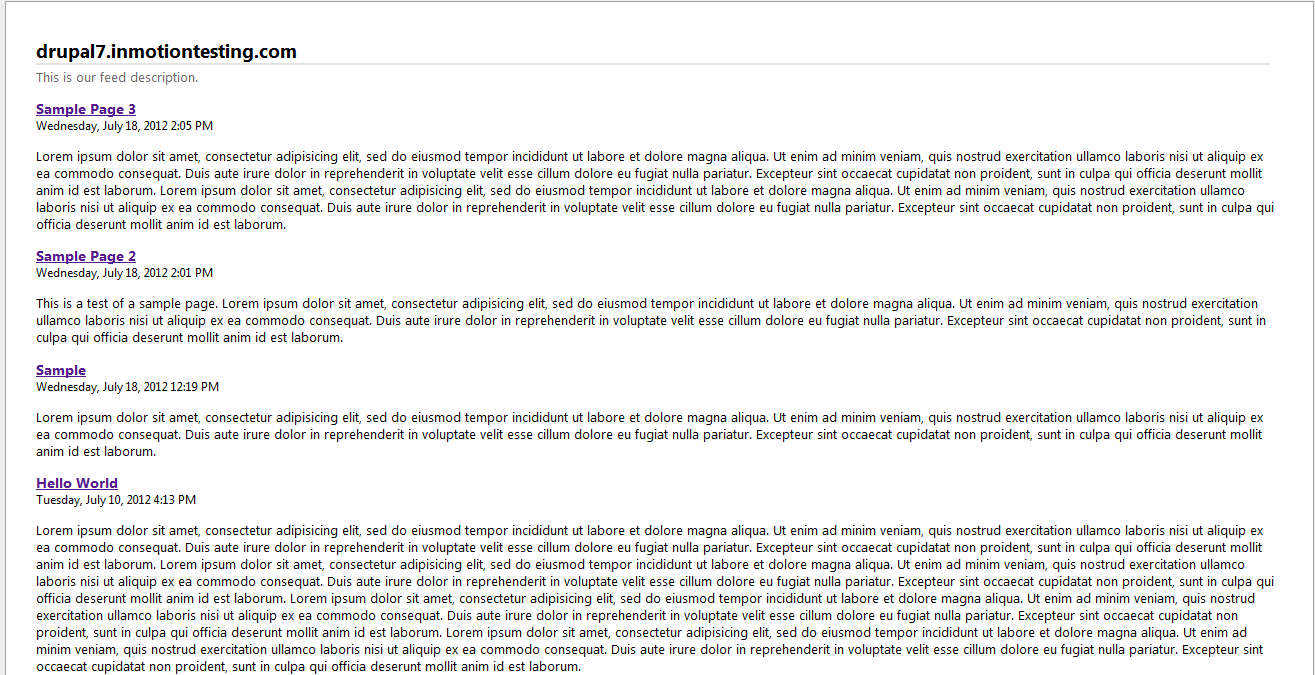 drupal7.inmotiontesting.com
This is our feed description.
Sample Page 3
Wednesday, July 18, 2012 2:05 PM
Lorem ipsum dolor sit amet, consectetur adipisicing elit, sed do eiusmod tempor incididunt ut labore et dolore magna aliqua. Ut enim ad minim veniam, quis nostrud exercitation ullamco laboris nisi ut aliquip ex
ea commodo consequat. Duis aute irure dolor in reprehenderit in voluptate velit esse cillum dolore eu fugiat nulla pariatur. Excepteur sint occaecat cupidatat non proident, sunt in culpa qui officia deserunt mollit
anim id est laborum. Lorem ipsum dolor sit amet, consectetur adipisicing elit, sed do eiusmod tempor incididunt ut labore et dolore magna aliqua. Ut enim ad minim veniam, quis nostrud exercitation ullamco
laboris nisi ut aliquip ex ea commodo consequat. Duis aute irure dolor in reprehenderit in voluptate velit esse cillum dolore eu fugiat nulla pariatur. Excepteur sint occaecat cupidatat non proident, sunt in culpa qui
officia deserunt mollit anim id est laborum.
Sample Page 2
Wednesday, July 18, 2012 2:01 PM
This is a test of a sample page. Lorem ipsum dolor sit amet, consectetur adipisicing elit, sed do eiusmod tempor incididunt ut labore et dolore magna aliqua. Ut enim ad minim veniam, quis nostrud exercitation
ullamco laboris nisi ut aliquip ex ea commodo consequat. Duis aute irure dolor in reprehenderit in voluptate velit esse cillum dolore eu fugiat nulla pariatur. Excepteur sint occaecat cupidatat non proident, sunt in
culpa qui officia deserunt mollit anim id est laborum.
Sample
Wednesday, July 18, 2012 12:19 PM
Lorem ipsum dolor sit amet, consectetur adipisicing elit, sed do eiusmod tempor incididunt ut labore et dolore magna aliqua. Ut enim ad minim veniam, quis nostrud exercitation ullamco laboris nisi ut aliquip ex
ea commodo consequat. Duis aute irure dolor in reprehenderit in voluptate velit esse cillum dolore eu fugiat nulla pariatur. Excepteur sint occaecat cupidatat non proident, sunt in culpa qui officia deserunt mollit
anim id est laborum.
Hello World
Tuesday, July 10, 2012 4:13 PM
Lorem ipsum dolor sit amet, consectetur adipisicing elit, sed do eiusmod tempor incididunt ut labore et dolore magna aliqua. Ut enim ad minim veniam, quis nostrud exercitation ullamco laboris nisi ut aliquip ex
ea commodo consequat. Duis aute irure dolor in reprehenderit in voluptate velit esse cillum dolore eu fugiat nulla pariatur. Excepteur sint occaecat cupidatat non proident, sunt in culpa qui officia deserunt mollit
anim id est laborum. Lorem ipsum dolor sit amet, consectetur adipisicing elit, sed do eiusmod tempor incididunt ut labore et dolore magna aliqua. Ut enim ad minim veniam, quis nostrud exercitation ullamco
laboris nisi ut aliquip ex ea commodo consequat. Duis aute irure dolor in reprehenderit in voluptate velit esse cillum dolore eu fugiat nulla pariatur. Excepteur sint occaecat cupidatat non proident, sunt in culpa qui
officia deserunt mollit anim id est laborum. Lorem ipsum dolor sit amet, consectetur adipisicing elit, sed do eiusmod tempor incididunt ut labore et dolore magna aliqua. Ut enim ad minim veniam, quis nostrud
exercitation ullamco laboris nisi ut aliquip ex ea commodo consequat. Duis aute irure dolor in reprehenderit in voluptate velit esse cillum dolore eu fugiat nulla pariatur. Excepteur sint occaecat cupidatat non
proident, sunt in culpa qui officia deserunt mollit anim id est laborum. Lorem ipsum dolor sit amet, consectetur adipisicing elit, sed do eiusmod tempor incididunt ut labore et dolore magna aliqua. Ut enim ad
minim veniam, quis nostrud exercitation ullamco laboris nisi ut aliquip ex ea commodo consequat. Duis aute irure dolor in reprehenderit in voluptate velit esse cillum dolore eu fugiat nulla pariatur. Excepteur sint
occaecat cupidatat non proident, sunt in culpa qui officia deserunt mollit anim id est laborum.